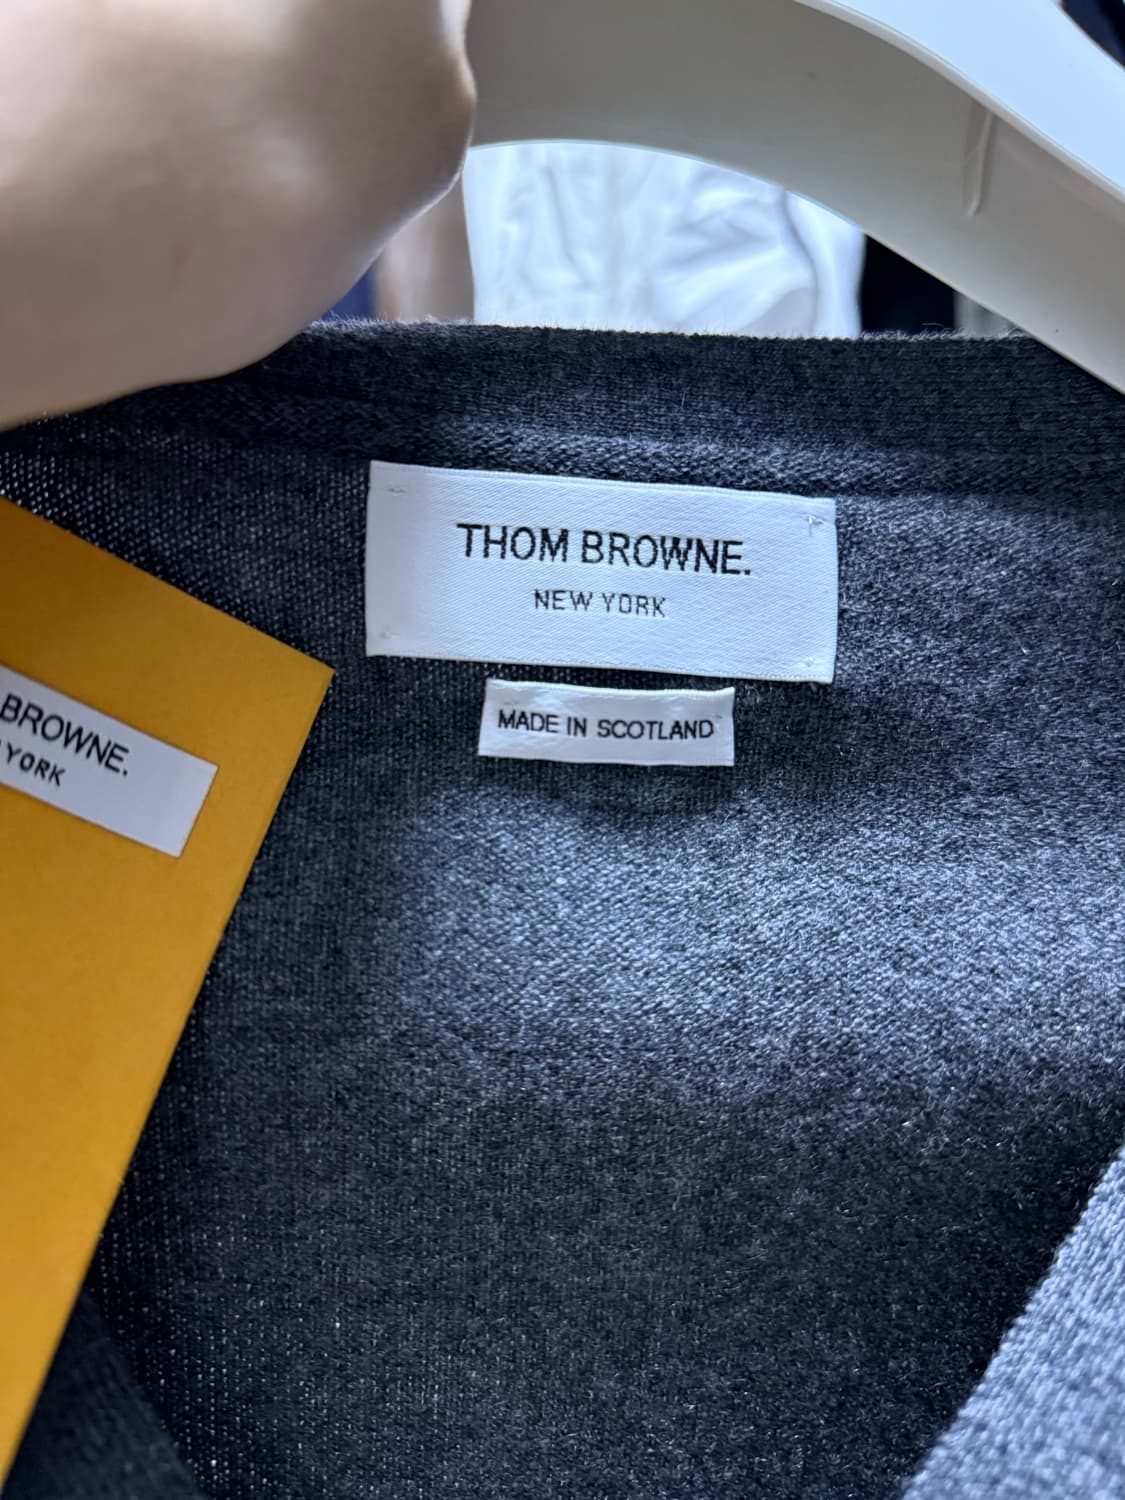 THOM BROWNE.
NEW YORK
MADE IN SCOTLAND
BROWNE.
YORK